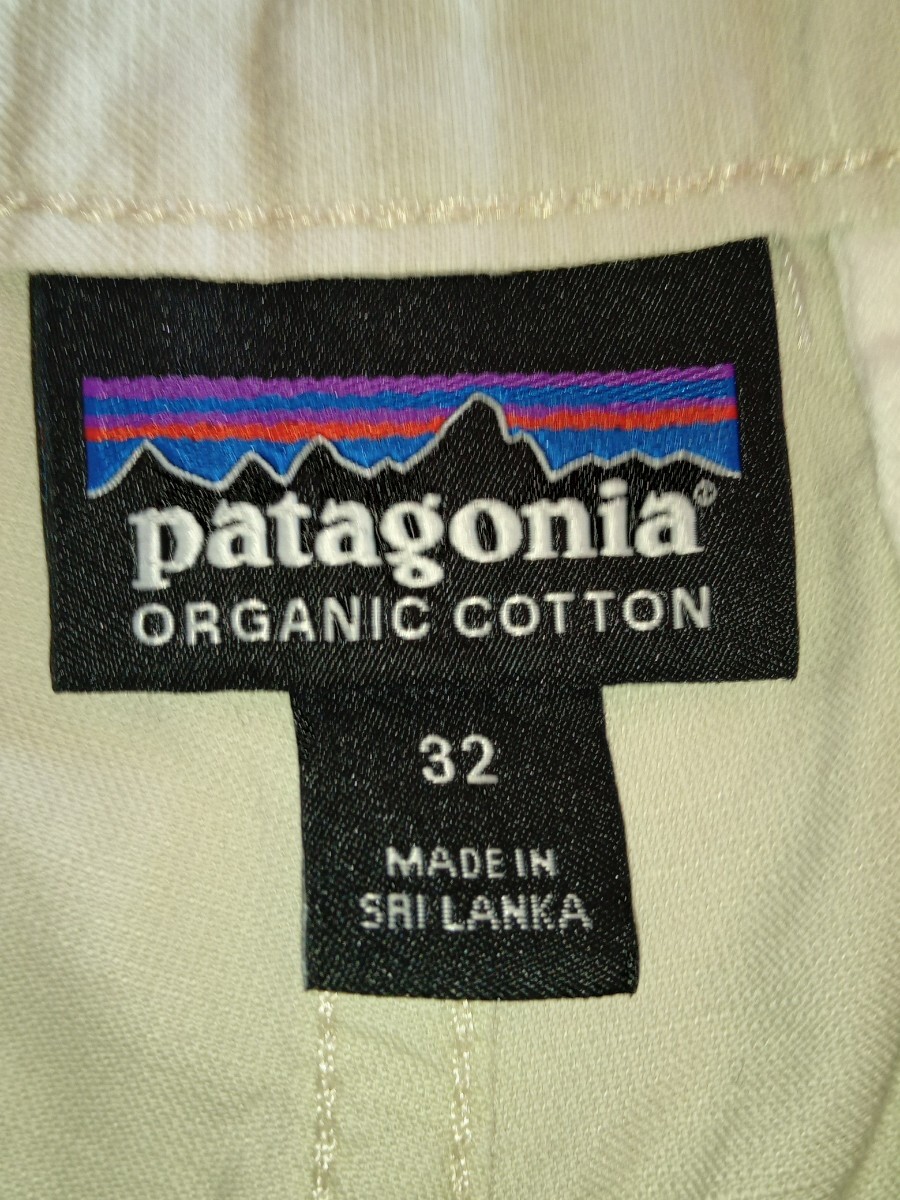 patagonia®
ORGANIC COTTON
32
MADE IN
SRI LANKA